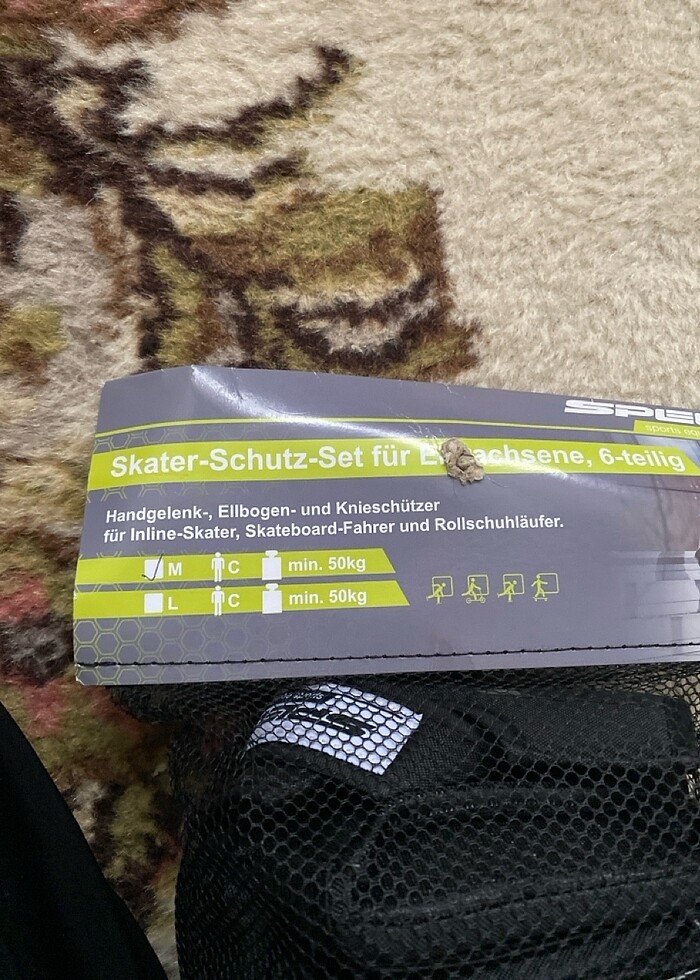 sports
Skater-Schutz-Set für 6-teilig
Handgelenk-, Ellbogen- und Knieschützer
für Inline-Skater, Skateboard-Fahrer und Rollschuhläufer.
M C min. 50kg
L C min. 50kg